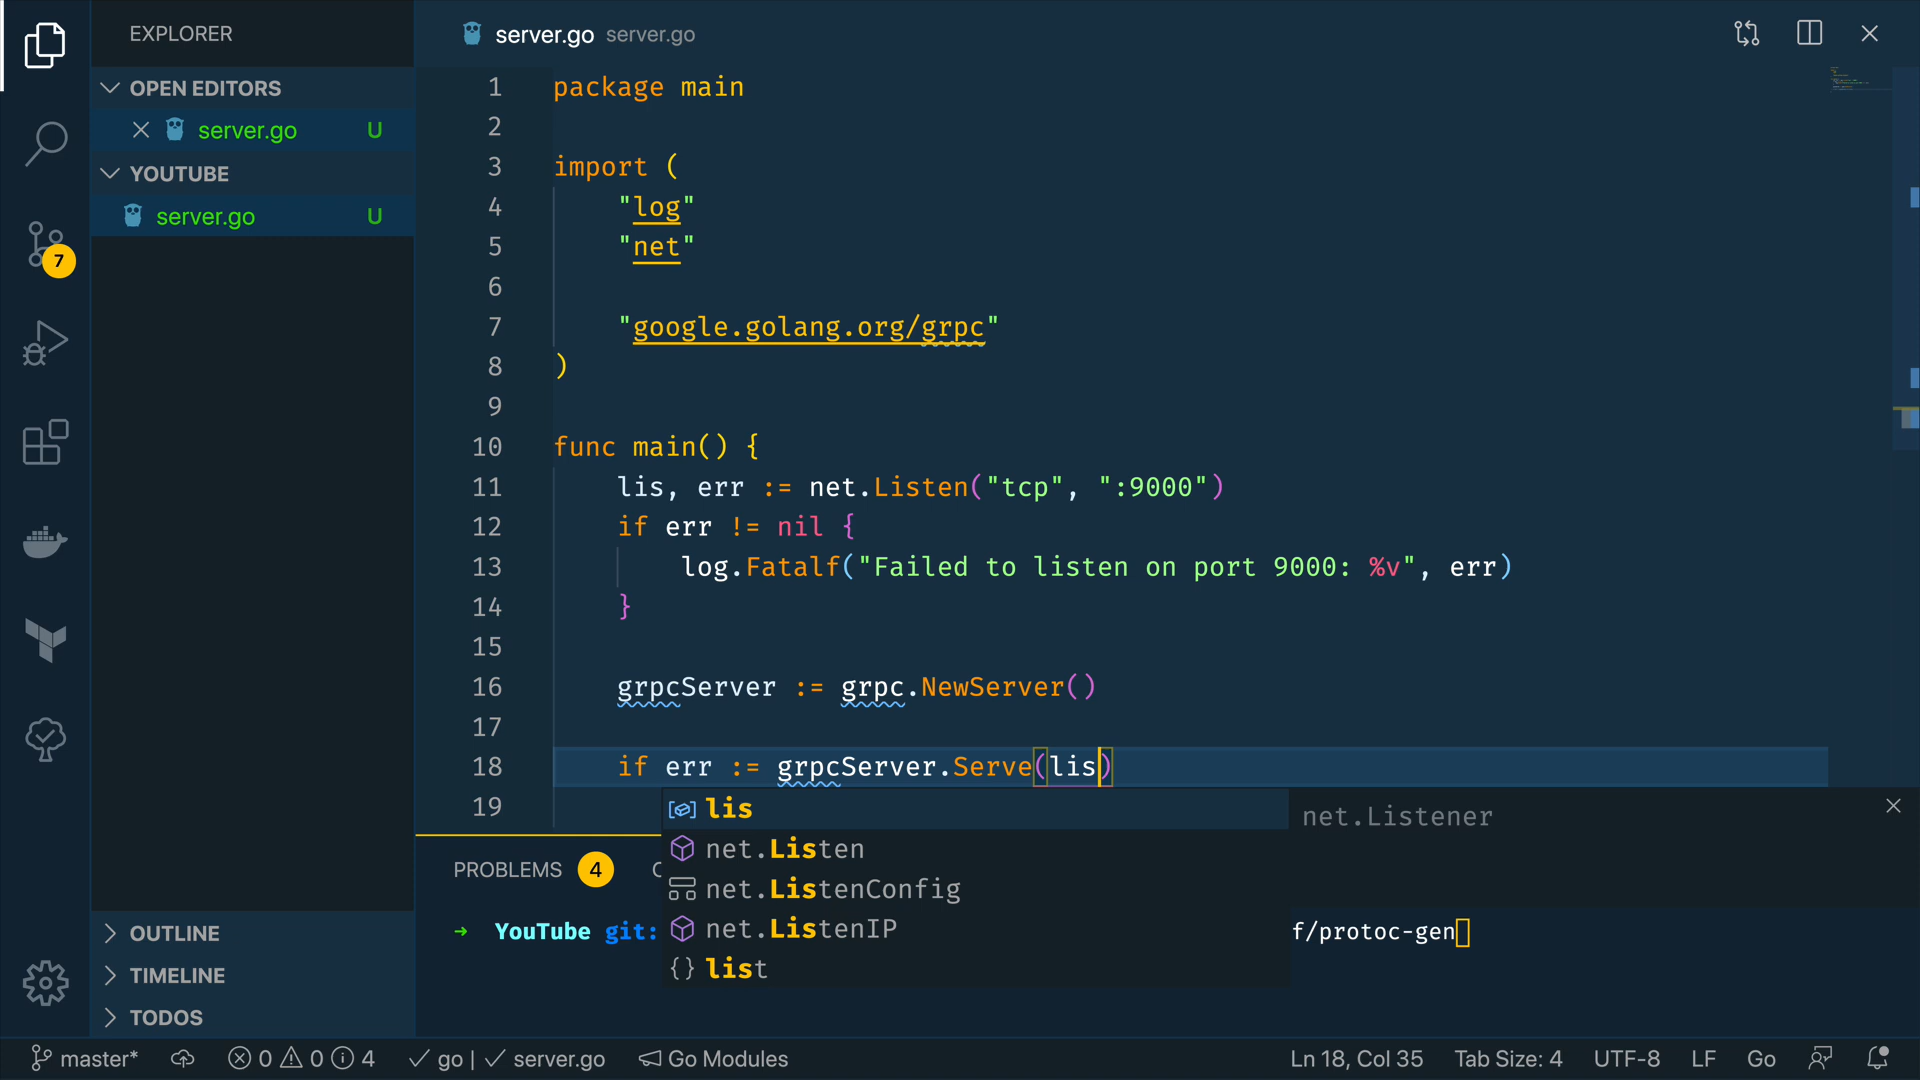 EXPLORER
OPEN EDITORS
server.go U
YOUTUBE
server.go U
7
OUTLINE
TIMELINE
TODOS
server.go server.go
1 package main
2
3 import (
4 "log"
5 "net"
6
7 "google.golang.org/grpc"
8 )
9
10 func main() {
11 lis, err := net.Listen("tcp", ":9000")
12 if err != nil {
13 log.Fatalf("Failed to listen on port 9000: %v", err)
14 }
15
16 grpcServer := grpc.NewServer()
17
18 if err := grpcServer.Serve(lis)
19
lis
net.Listen
net.ListenConfig
net.ListenIP
{} list
net.Listener
PROBLEMS 4
→ YouTube git: f/protoc-gen
master* 0 0 4 go | server.go Go Modules Ln 18, Col 35 Tab Size: 4 UTF-8 LF Go